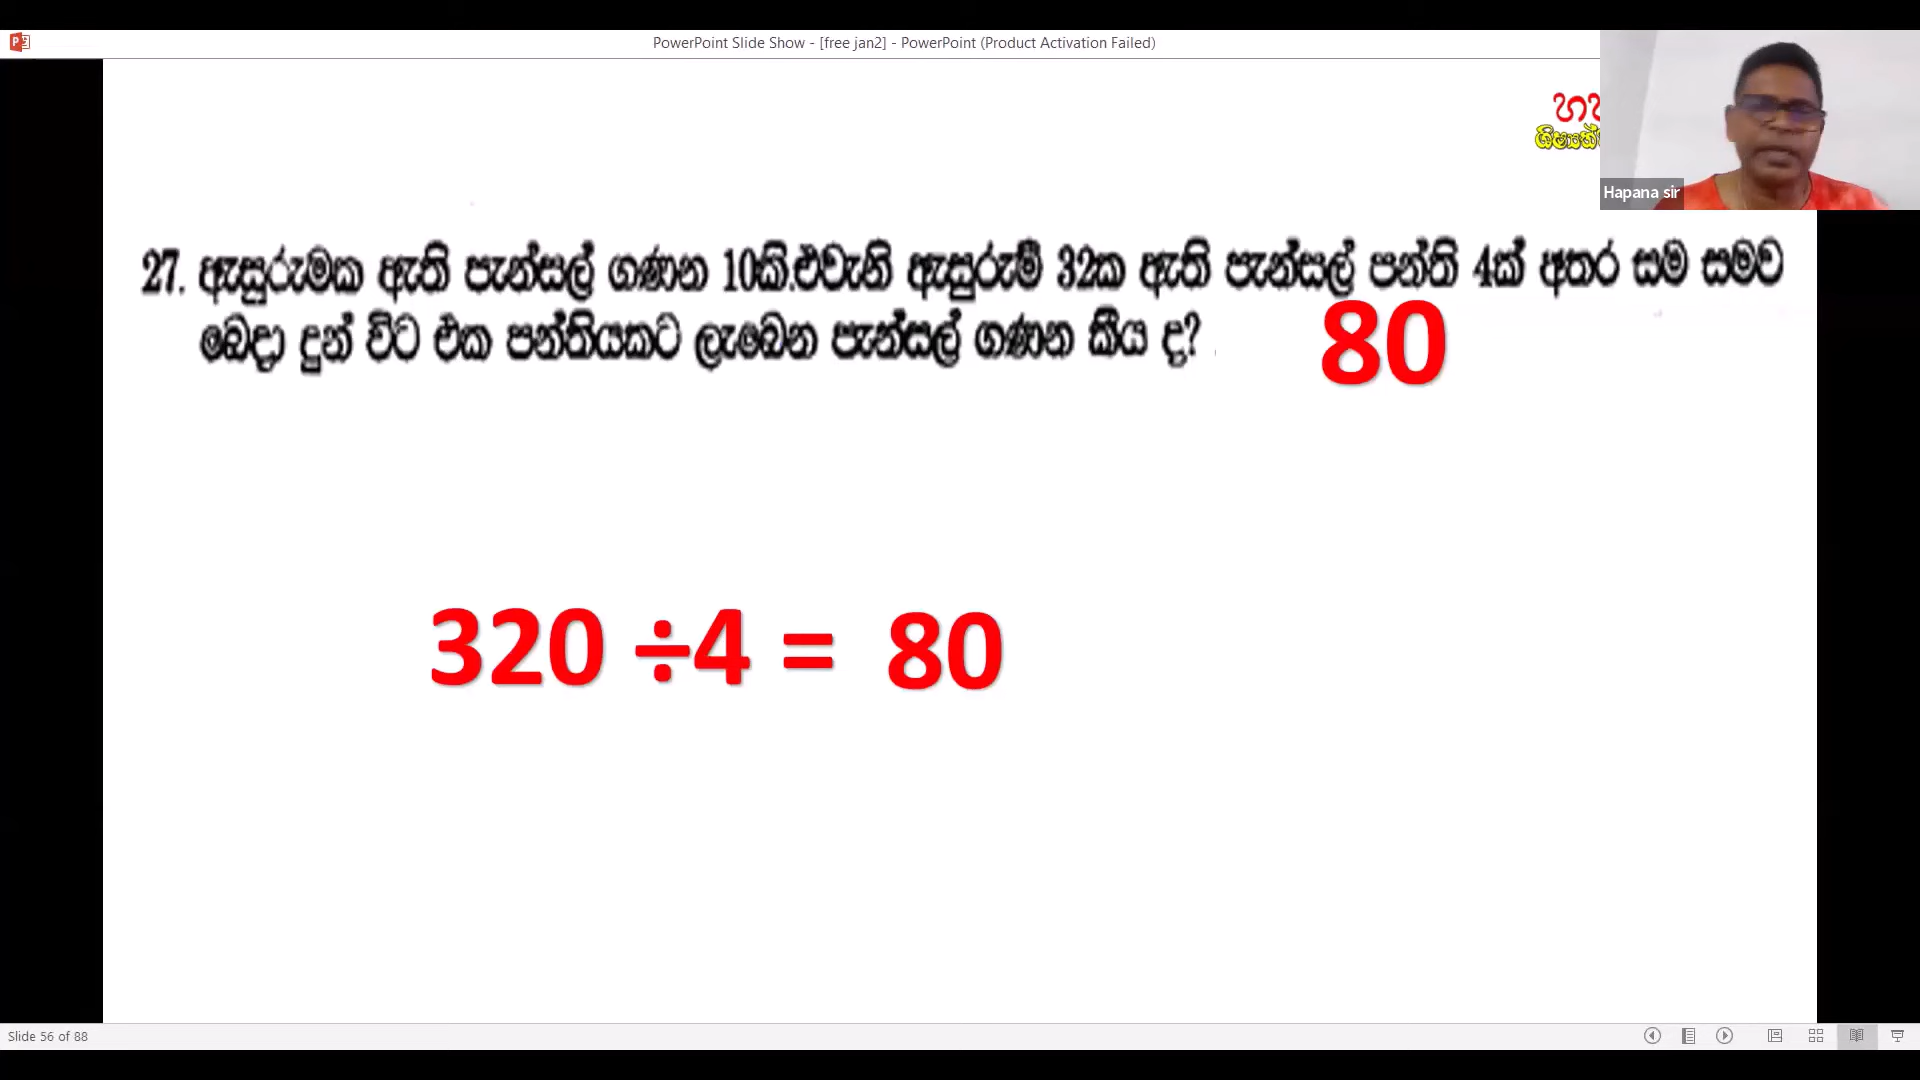 PowerPoint Slide Show - [free jan2] - PowerPoint (Product Activation Failed)
Hapana sir
27. ඇසුරුමක ඇති පැන්සල් ගණන 10කි.එවැනි ඇසුරුම් 32ක ඇති පැන්සල් පන්ති 4ක් අතර සම සමව
බෙදා දුන් විට එක පන්තියකට ලැබෙන පැන්සල් ගණන කීය ද?
80
320 ÷4 = 80
Slide 56 of 88